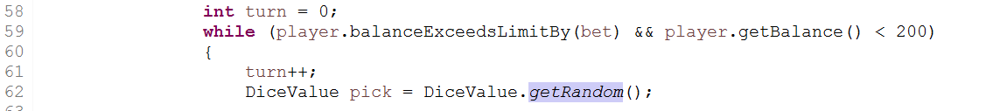 58 int turn = 0;
59 while (player.balanceExceedsLimitBy(bet) && player.getBalance() < 200)
60 {
61 turn++;
62 DiceValue pick = DiceValue.getRandom();